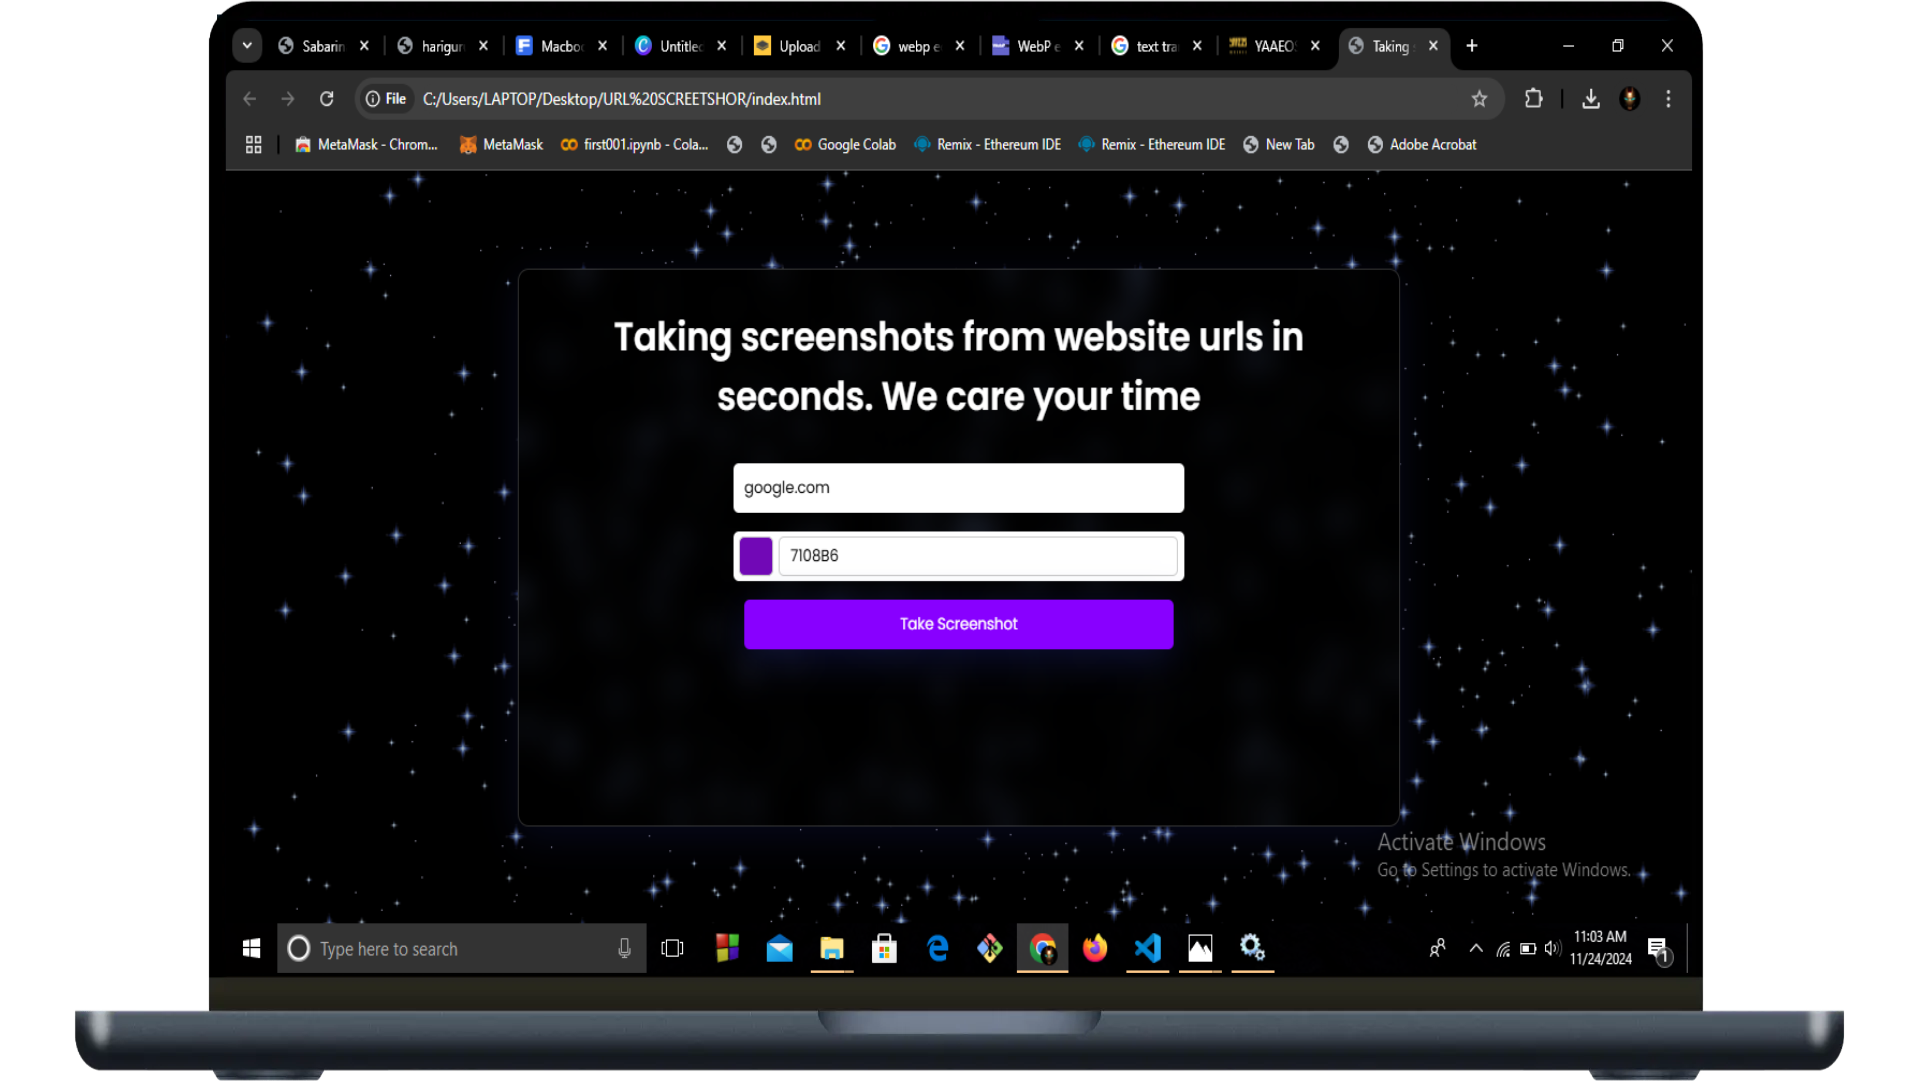 Sabarin
harigur
Macboo
Untitlec
Upload
webp e
WebP e
text tra
YAAEO
Taking
File
C:/Users/LAPTOP/Desktop/URL%20SCREETSHOR/index.html
MetaMask - Chrom...
MetaMask
first001.ipynb - Cola...
Google Colab
Remix - Ethereum IDE
Remix - Ethereum IDE
New Tab
Adobe Acrobat
Taking screenshots from website urls in
seconds. We care your time
google.com
7108B6
Take Screenshot
Activate Windows
Go to Settings to activate Windows.
Type here to search
11:03 AM
11/24/2024
1